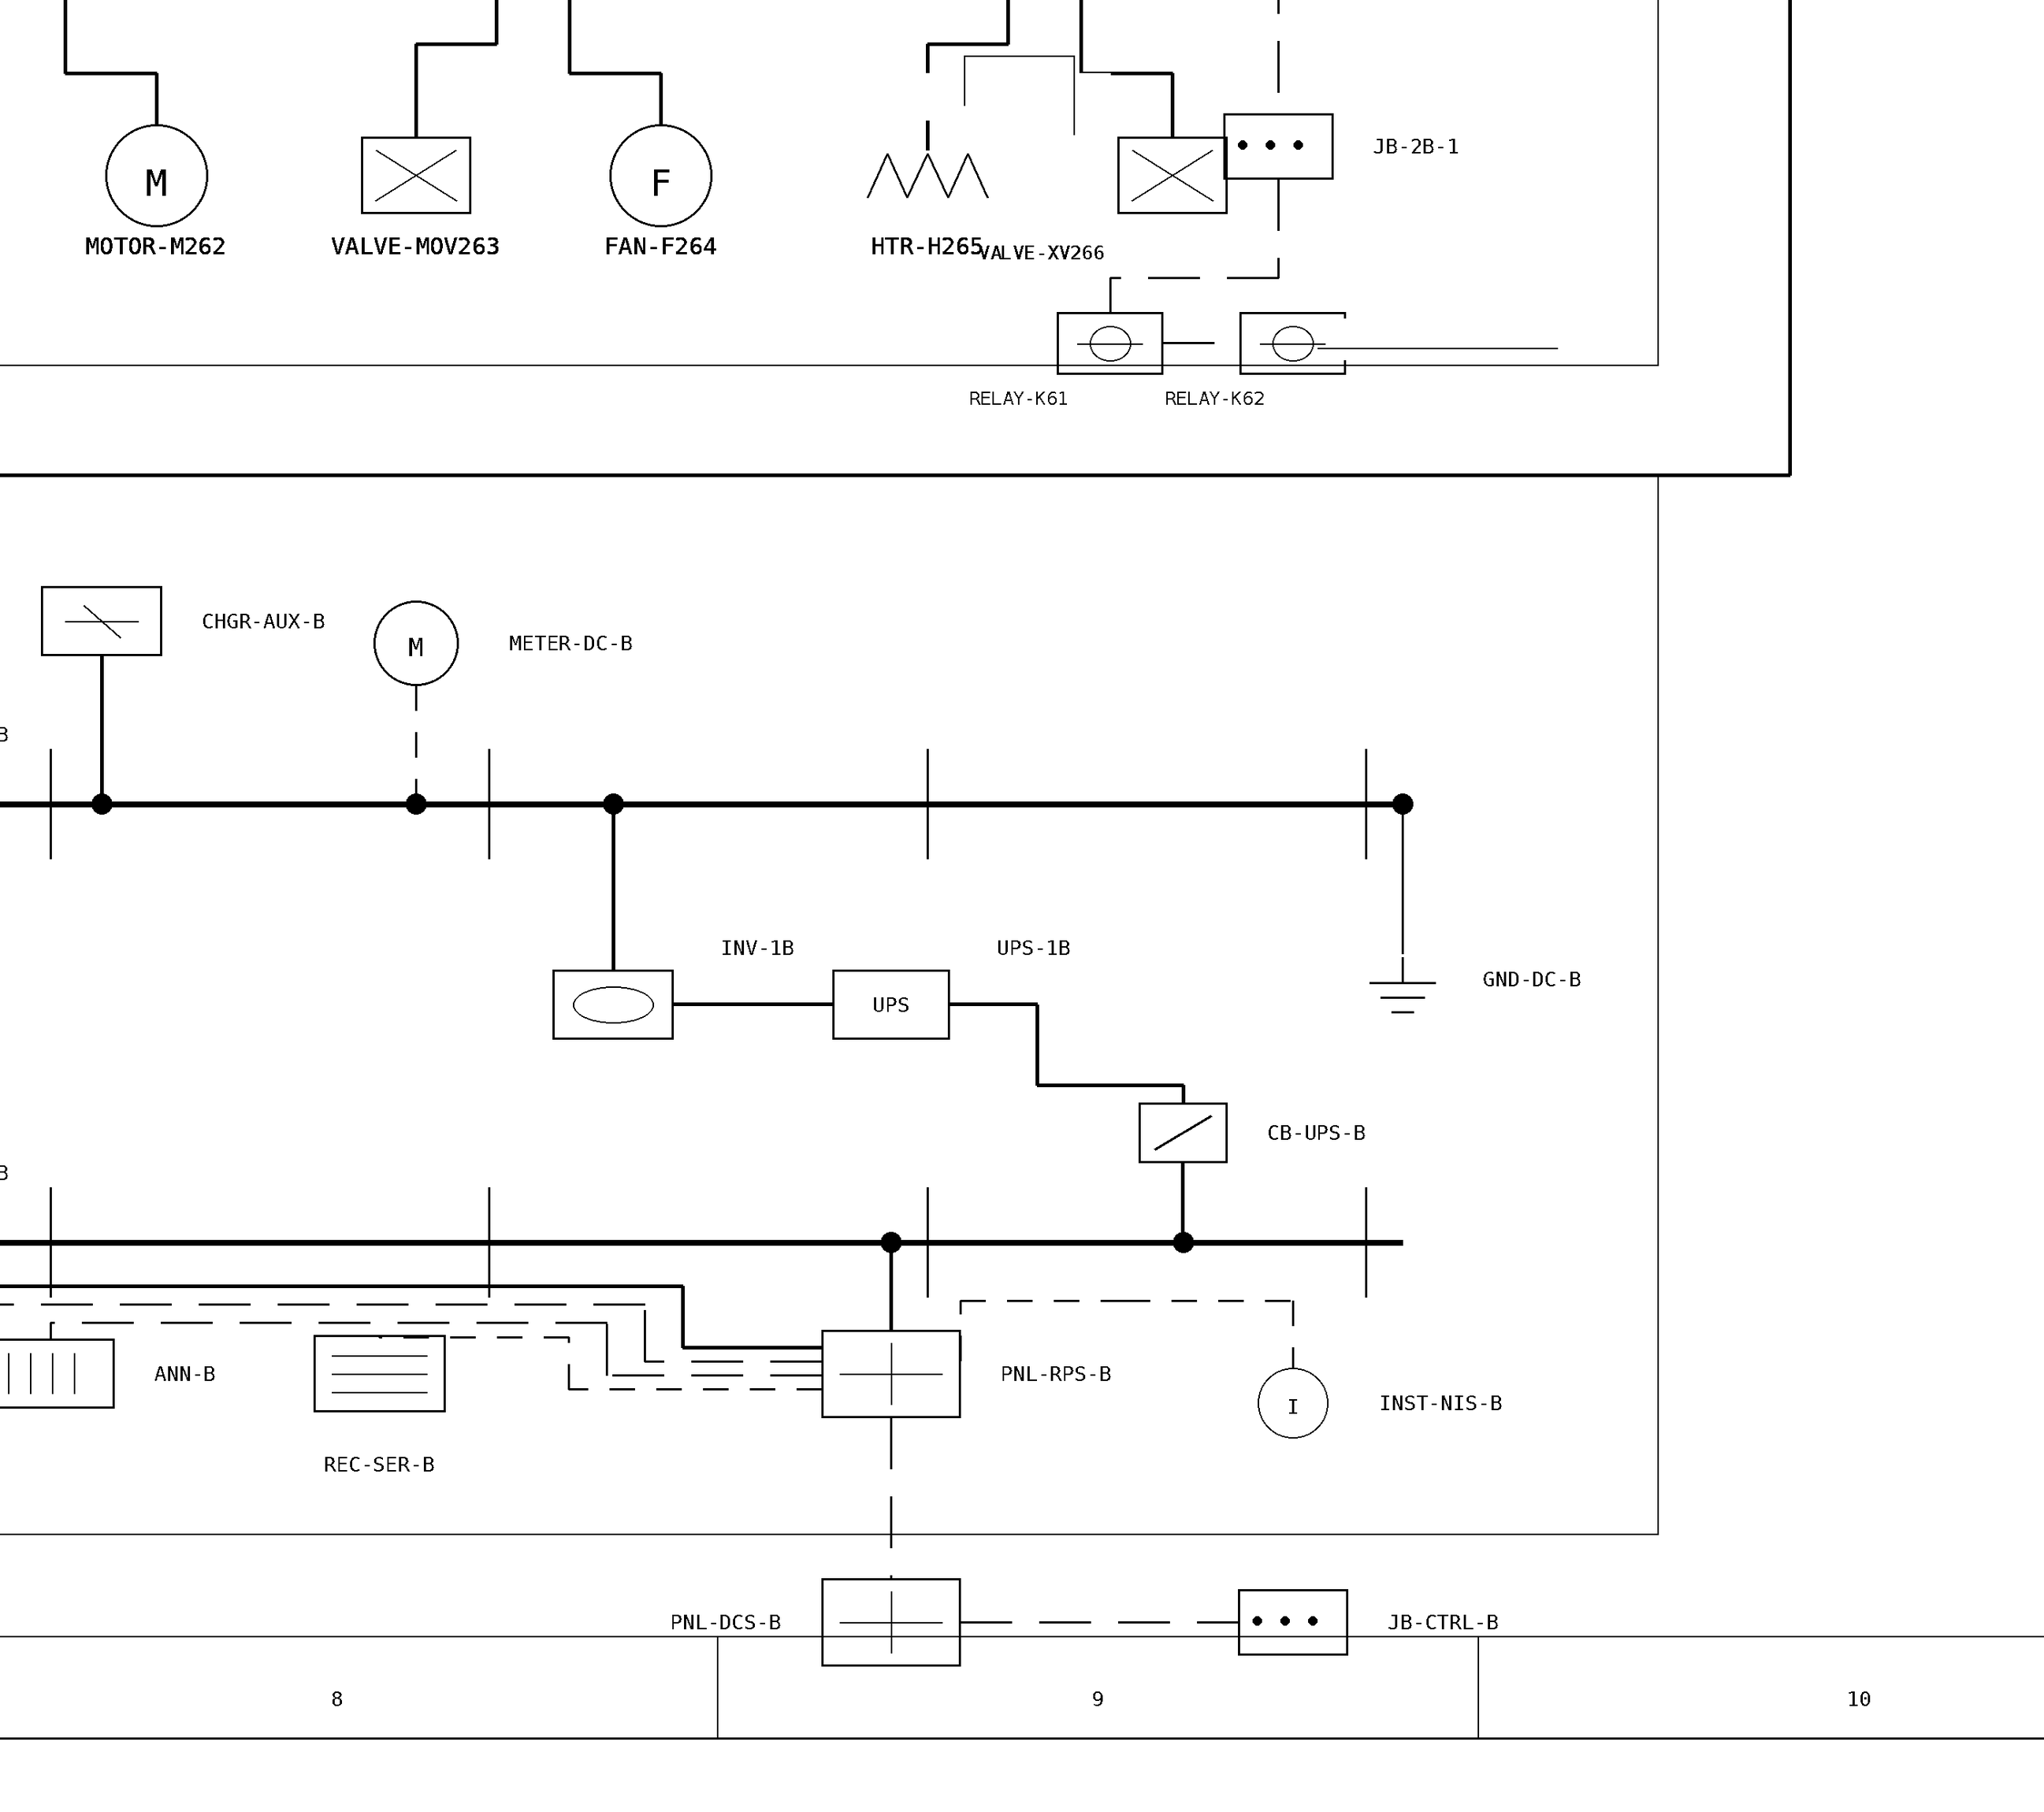 JB-2B-1
M
F
MOTOR-M262
VALVE-MOV263
FAN-F264
HTR-H265
VALVE-XV266
RELAY-K61
RELAY-K62
CHGR-AUX-B
M
METER-DC-B
B
INV-1B
UPS-1B
UPS
GND-DC-B
CB-UPS-B
B
ANN-B
PNL-RPS-B
I
INST-NIS-B
REC-SER-B
PNL-DCS-B
JB-CTRL-B
8
9
10